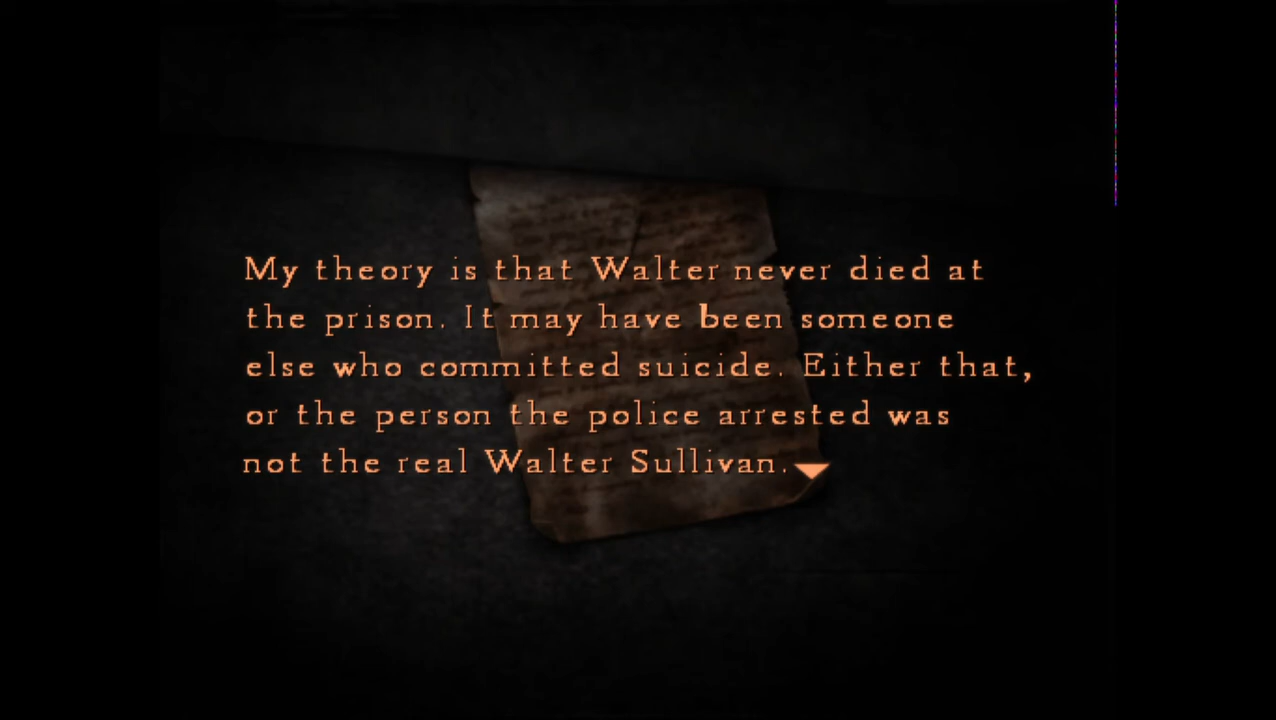 My theory is that Walter never died at
the prison. It may have been someone
else who committed suicide. Either that,
or the person the police arrested was
not the real Walter Sullivan.